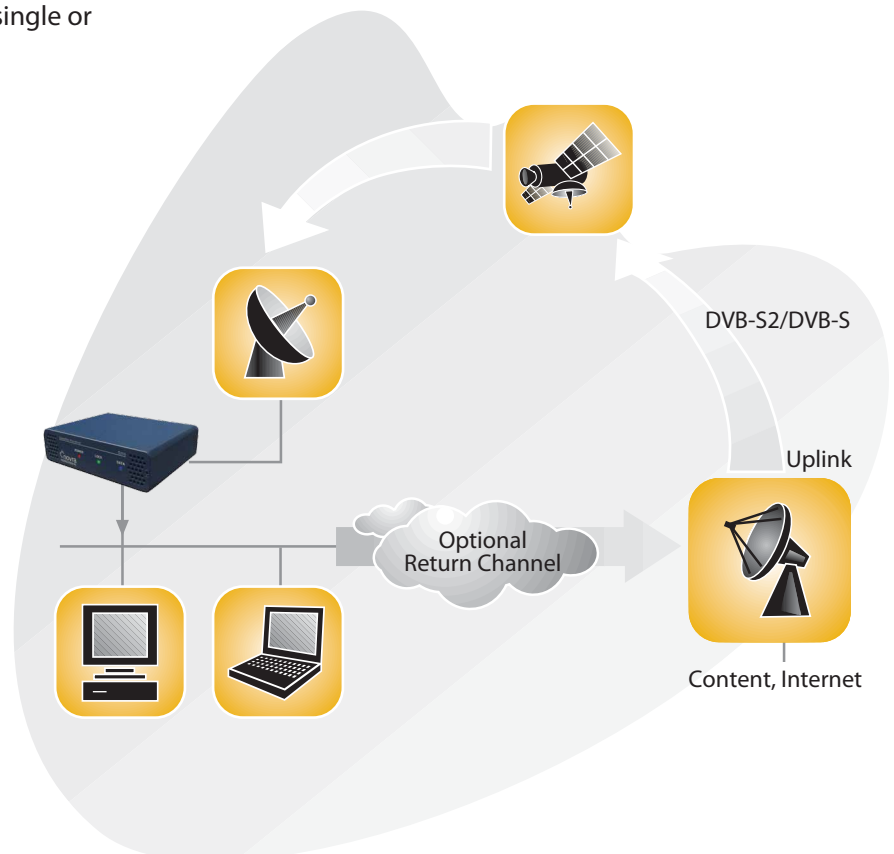 single or
DVB-S2/DVB-S
Uplink
Optional
Return Channel
Content, Internet